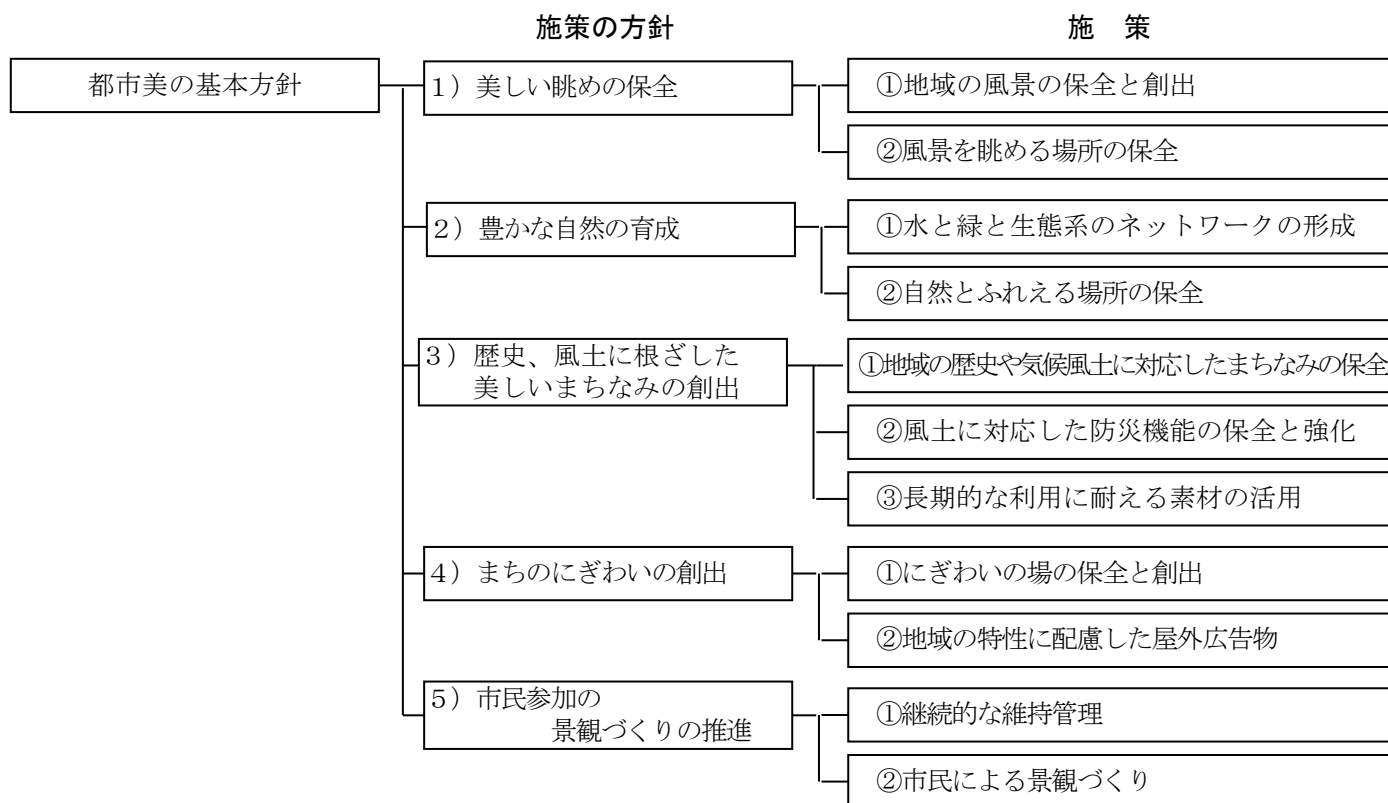 施策の方針
施　策
都市美の基本方針
１）美しい眺めの保全
①地域の風景の保全と創出
②風景を眺める場所の保全
２）豊かな自然の育成
①水と緑と生態系のネットワークの形成
②自然とふれえる場所の保全
３）歴史、風土に根ざした
美しいまちなみの創出
①地域の歴史や気候風土に対応したまちなみの保全
②風土に対応した防災機能の保全と強化
③長期的な利用に耐える素材の活用
４）まちのにぎわいの創出
①にぎわいの場の保全と創出
②地域の特性に配慮した屋外広告物
５）市民参加の
景観づくりの推進
①継続的な維持管理
②市民による景観づくり